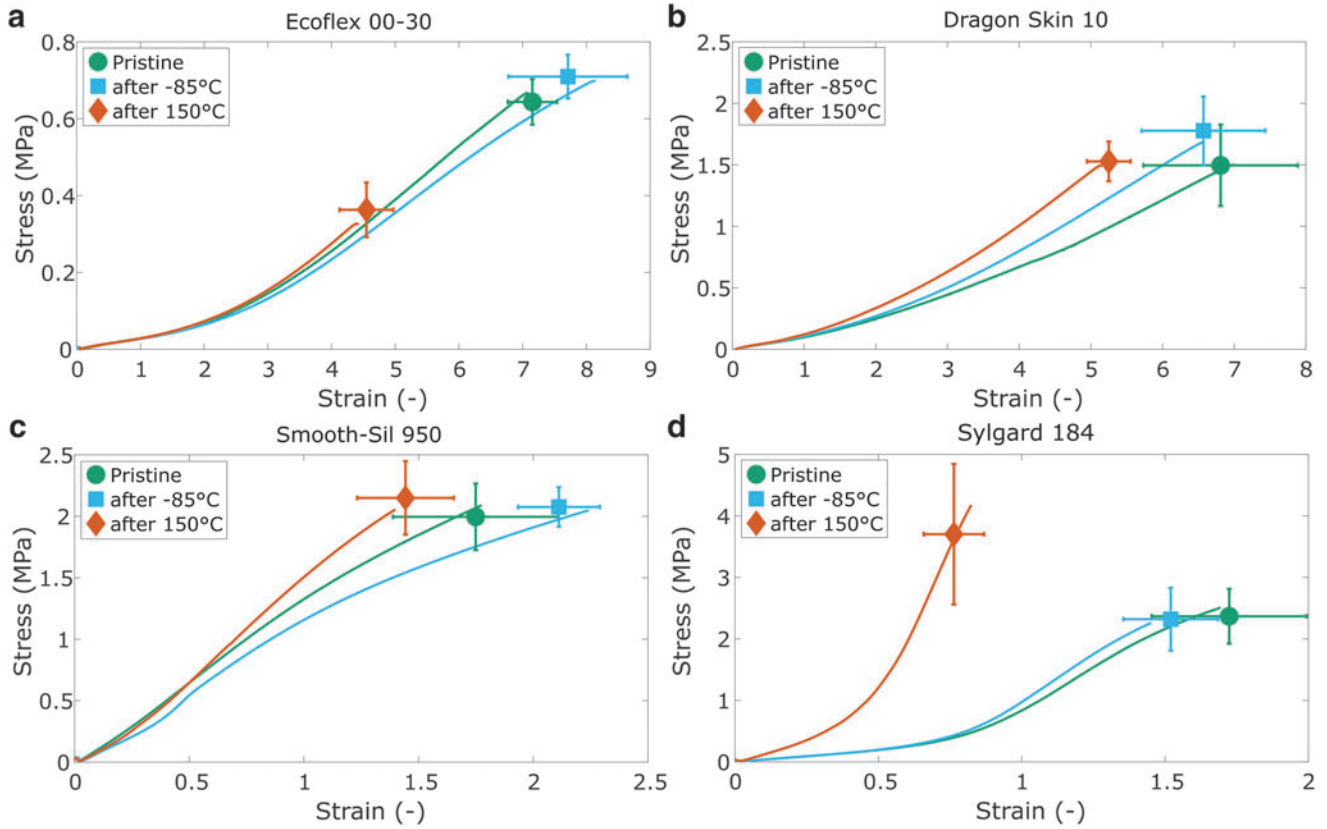 a
Ecoflex 00-30
0.8
0.6
0.4
0.2
0
Stress (MPa)
Pristine
after -85°C
after 150°C
0 1 2 3 4 5 6 7 8 9
Strain (-)
b
Dragon Skin 10
2.5
2
1.5
1
0.5
0
Stress (MPa)
Pristine
after -85°C
after 150°C
0 1 2 3 4 5 6 7 8
Strain (-)
c
Smooth-Sil 950
2.5
2
1.5
1
0.5
0
Stress (MPa)
Pristine
after -85°C
after 150°C
0 0.5 1 1.5 2 2.5
Strain (-)
d
Sylgard 184
5
4
3
2
1
0
Stress (MPa)
Pristine
after -85°C
after 150°C
0 0.5 1 1.5 2
Strain (-)